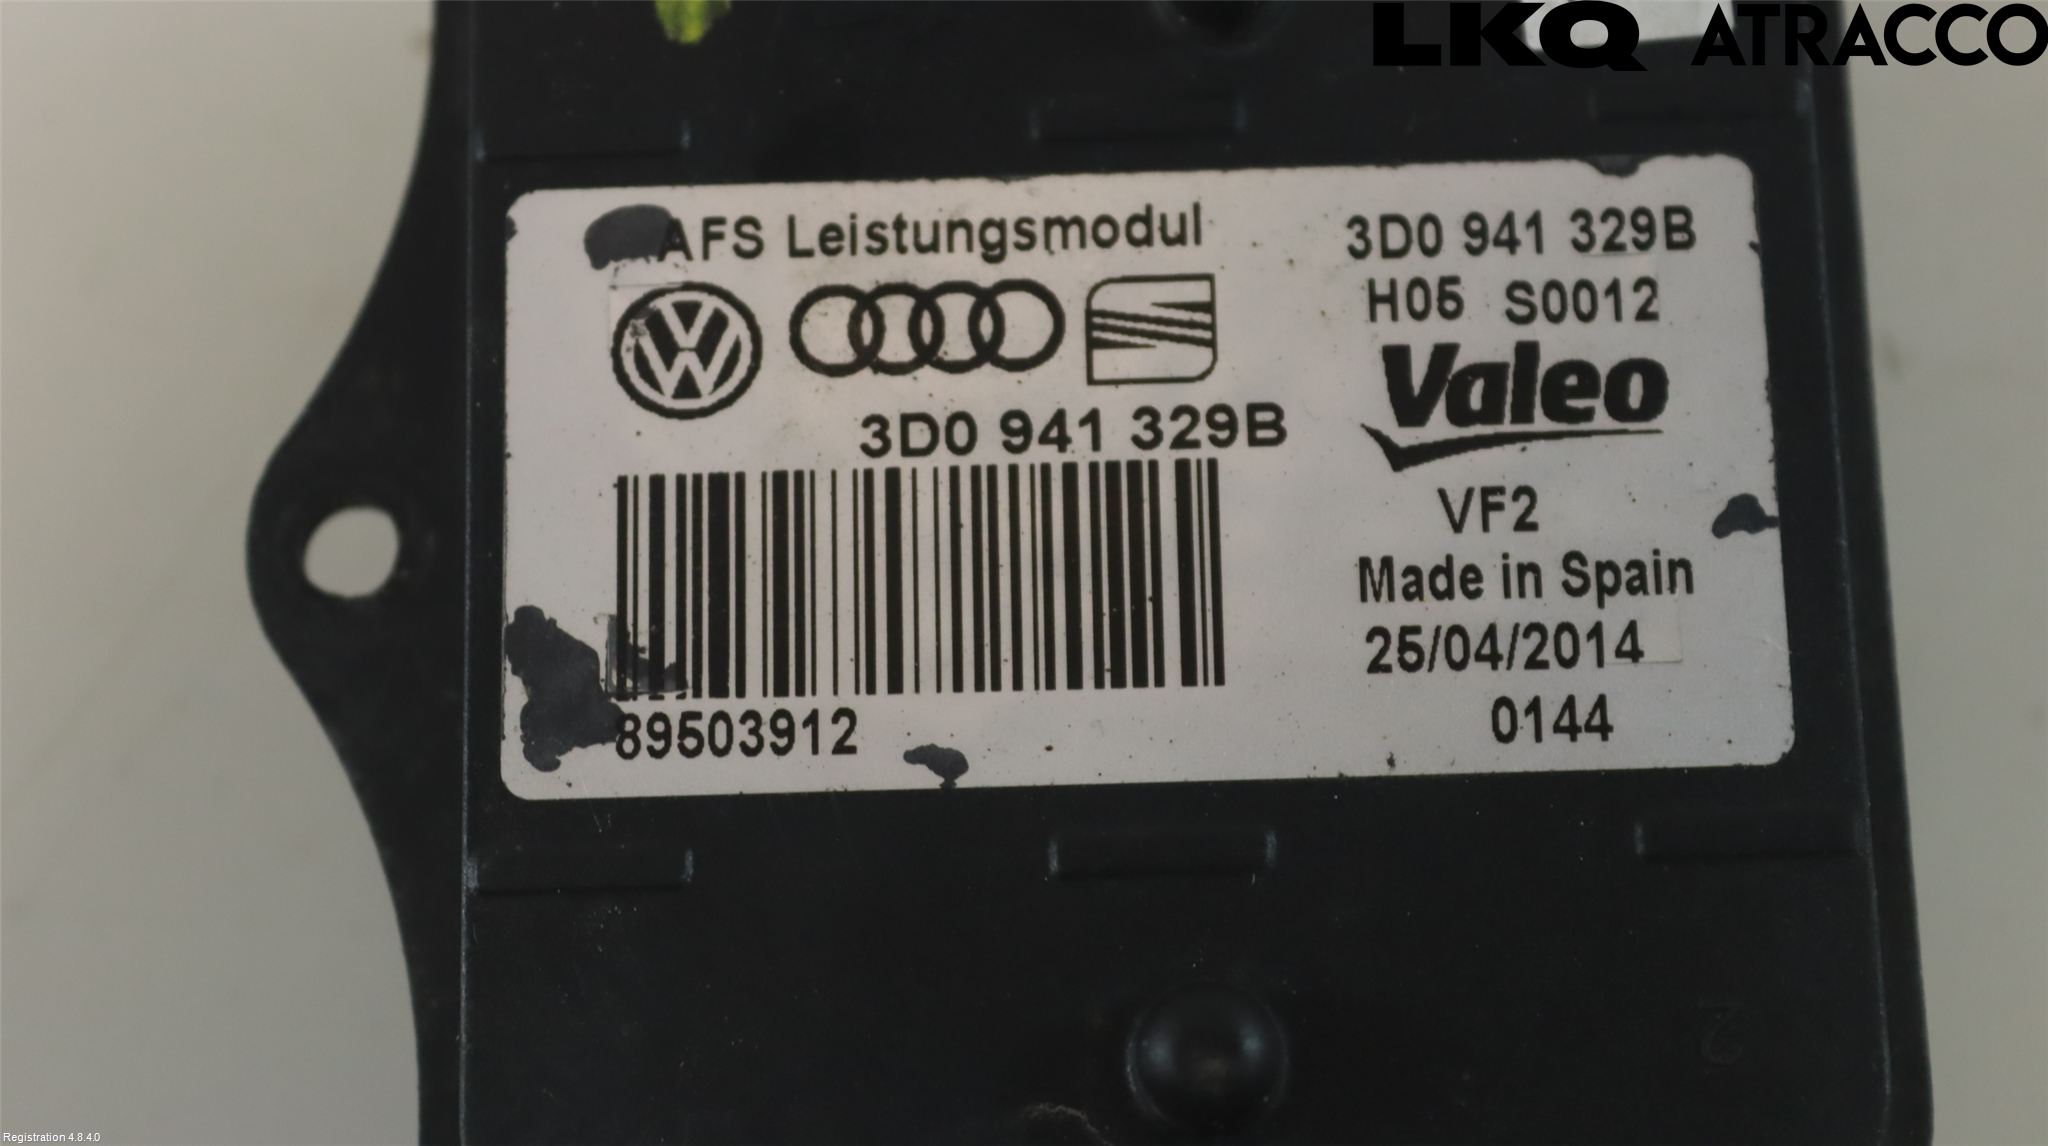 LKQ ATRACCO
AFS Leistungsmodul
3D0 941 329B
H05 S0012
Valeo
3D0 941 329B
VF2
Made in Spain
25/04/2014
0144
89503912
2
Registration 4.8.4.0